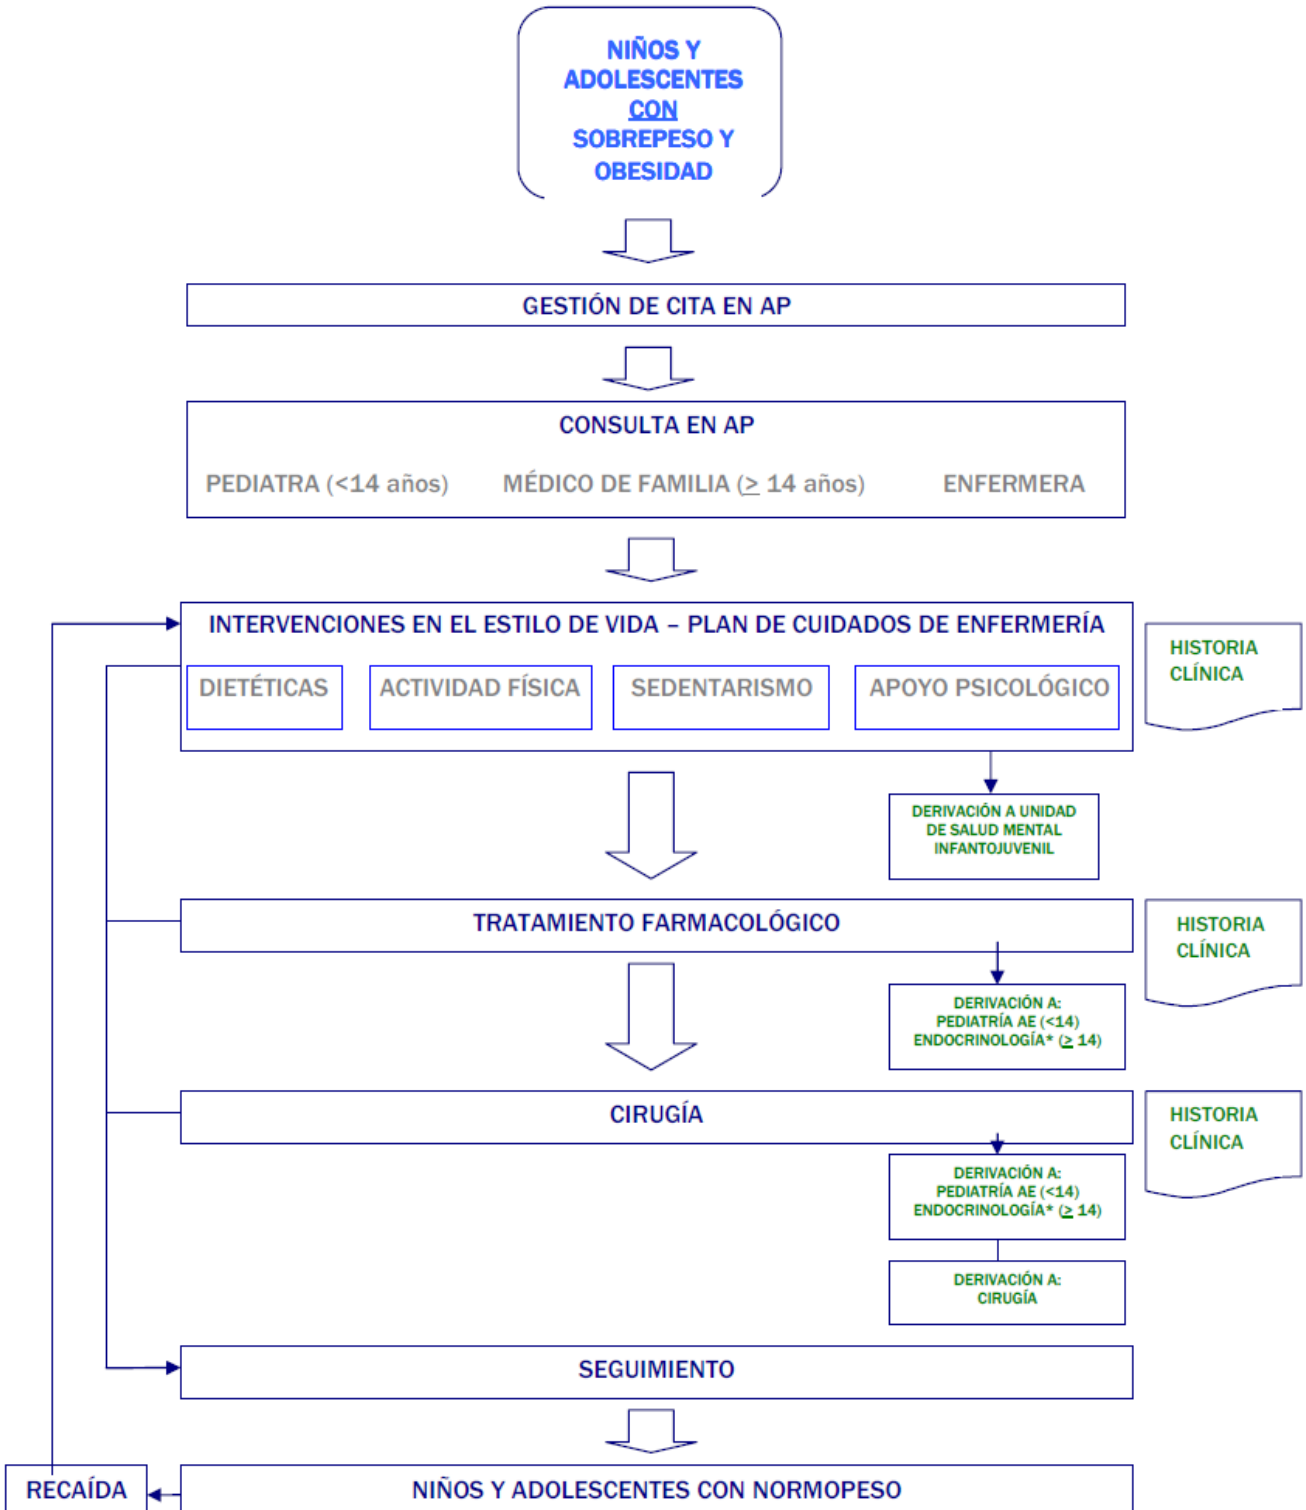 NIÑOS Y
ADOLESCENTES
CON
SOBREPESO Y
OBESIDAD
GESTIÓN DE CITA EN AP
CONSULTA EN AP
PEDIATRA (<14 años) MÉDICO DE FAMILIA (≥ 14 años) ENFERMERA
INTERVENCIONES EN EL ESTILO DE VIDA – PLAN DE CUIDADOS DE ENFERMERÍA
DIETÉTICAS ACTIVIDAD FÍSICA SEDENTARISMO APOYO PSICOLÓGICO
HISTORIA
CLÍNICA
DERIVACIÓN A UNIDAD
DE SALUD MENTAL
INFANTOJUVENIL
TRATAMIENTO FARMACOLÓGICO
HISTORIA
CLÍNICA
DERIVACIÓN A:
PEDIATRÍA AE (<14)
ENDOCRINOLOGÍA* (≥ 14)
CIRUGÍA
HISTORIA
CLÍNICA
DERIVACIÓN A:
PEDIATRÍA AE (<14)
ENDOCRINOLOGÍA* (≥ 14)
DERIVACIÓN A:
CIRUGÍA
SEGUIMIENTO
RECAÍDA
NIÑOS Y ADOLESCENTES CON NORMOPESO